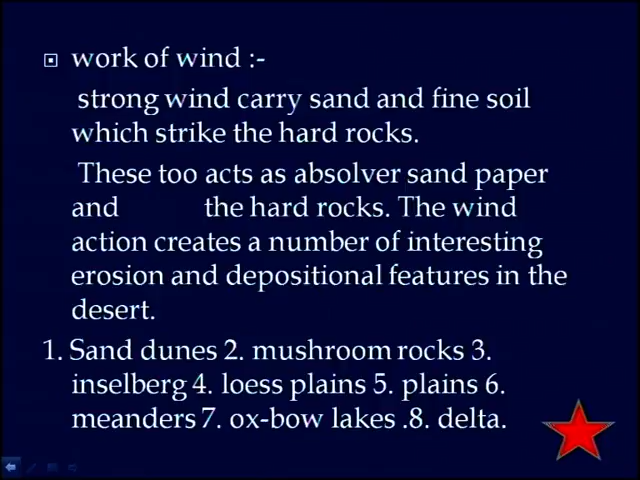 work of wind :-
strong wind carry sand and fine soil
which strike the hard rocks.
These too acts as absolver sand paper
and the hard rocks. The wind
action creates a number of interesting
erosion and depositional features in the
desert.
1. Sand dunes 2. mushroom rocks 3.
inselberg 4. loess plains 5. plains 6.
meanders 7. ox-bow lakes .8. delta.